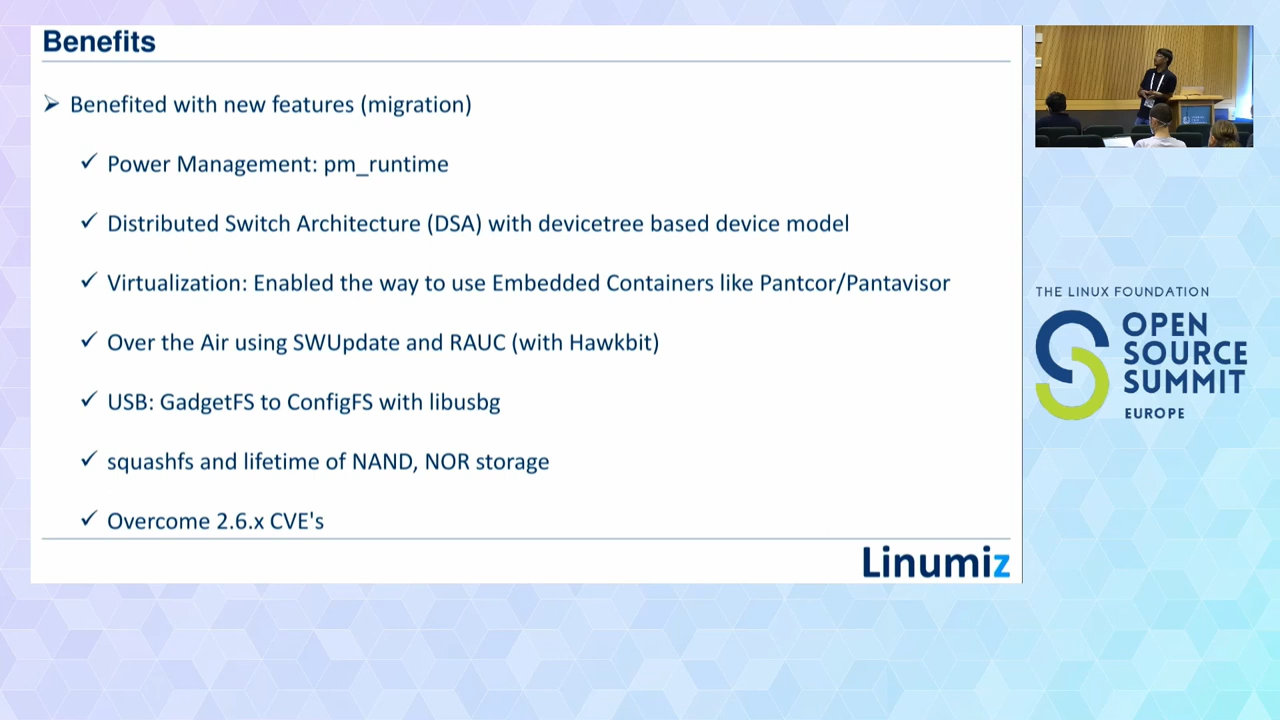 Benefits
Benefited with new features (migration)
Power Management: pm_runtime
Distributed Switch Architecture (DSA) with devicetree based device model
Virtualization: Enabled the way to use Embedded Containers like Pantcor/Pantavisor
Over the Air using SWUpdate and RAUC (with Hawkbit)
USB: GadgetFS to ConfigFS with libusbg
squashfs and lifetime of NAND, NOR storage
Overcome 2.6.x CVE's
Linumiz
THE LINUX FOUNDATION
OPEN
SOURCE
SUMMIT
EUROPE